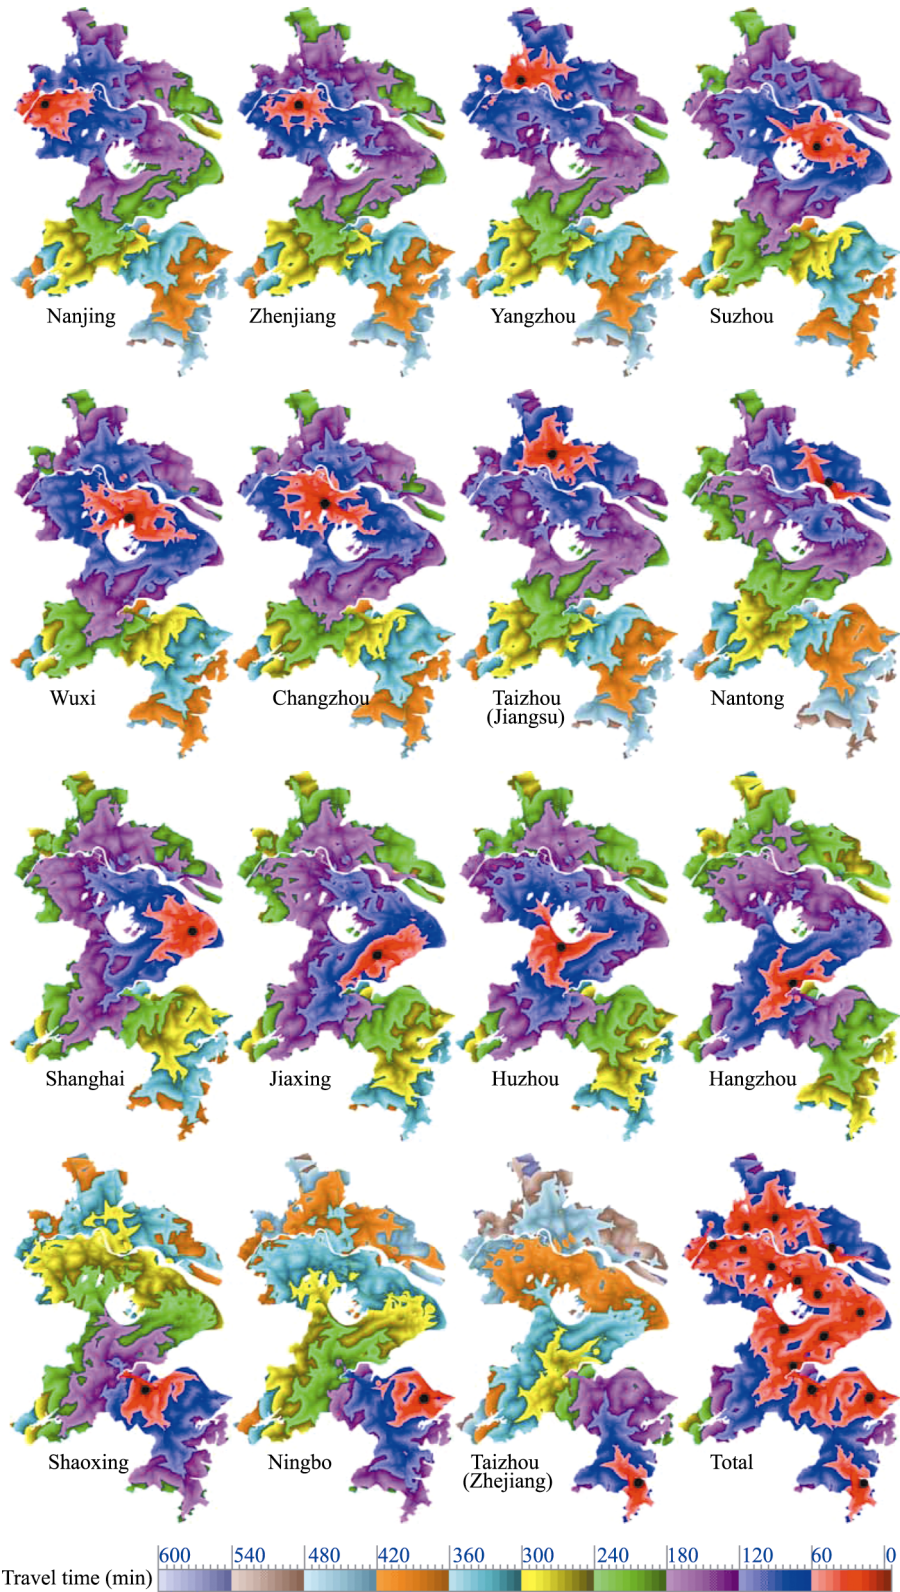 Nanjing Zhenjiang Yangzhou Suzhou
Wuxi Changzhou Taizhou Nantong
(Jiangsu)
Shanghai Jiaxing Huzhou Hangzhou
Shaoxing Ningbo Taizhou Total
(Zhejiang)
600 540 480 420 360 300 240 180 120 60 0
Travel time (min)